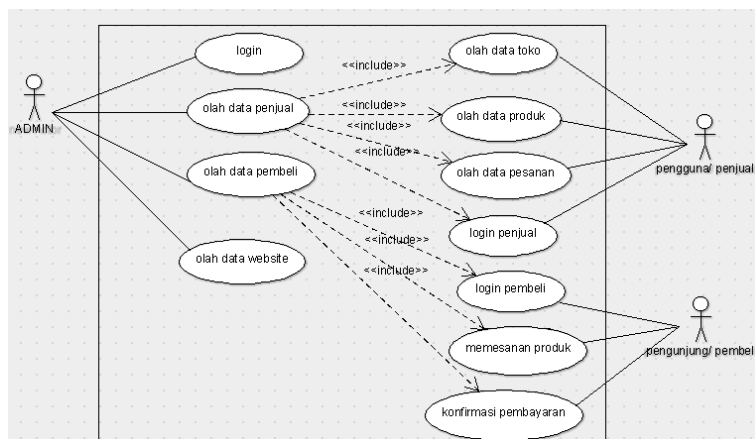 login
olah data toko
<<include>>
olah data penjual
<<include>>
olah data produk
<<include>>
ADMIN
olah data pembeli
<<include>>
olah data pesanan
pengguna/ penjual
<<include>>
login penjual
<<include>>
olah data website
<<include>>
login pembeli
memesanan produk
pengunjung/ pembel
konfirmasi pembayaran